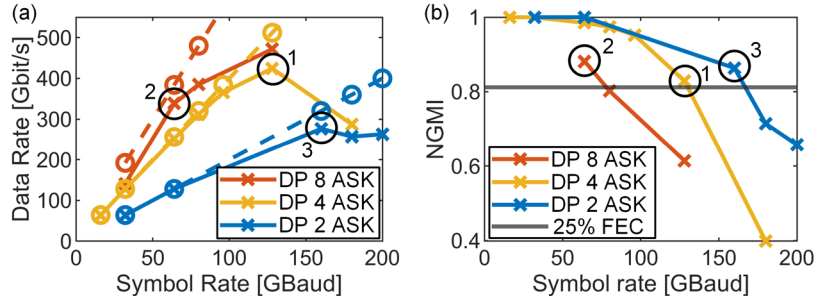 (a)
500
400
300
200
100
0
Data Rate [Gbit/s]
1
2
3
DP 8 ASK
DP 4 ASK
DP 2 ASK
0 50 100 150 200
Symbol Rate [GBaud]
(b)
1
0.8
0.6
0.4
NGMI
2
3
1
DP 8 ASK
DP 4 ASK
DP 2 ASK
25% FEC
0 50 100 150 200
Symbol rate [GBaud]